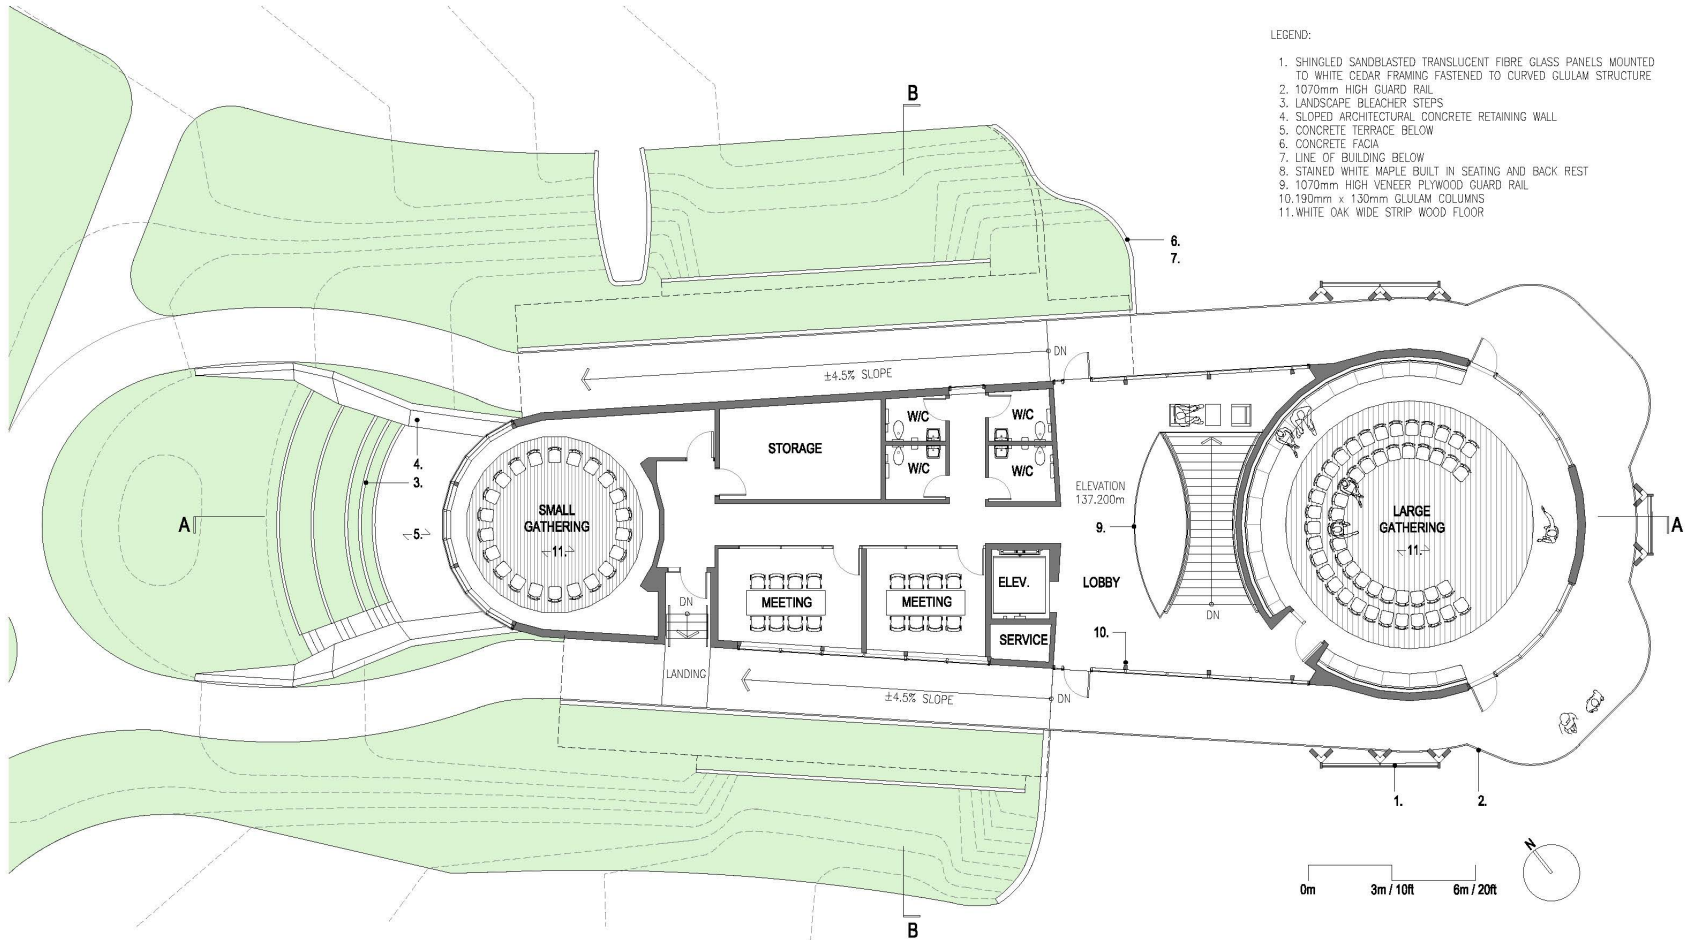 LEGEND:
1. SHINGLED SANDBLASTED TRANSLUCENT FIBRE GLASS PANELS MOUNTED
TO WHITE CEDAR FRAMING FASTENED TO CURVED GLULAM STRUCTURE
2. 1070mm HIGH GUARD RAIL
3. LANDSCAPE BLEACHER STEPS
4. SLOPED ARCHITECTURAL CONCRETE RETAINING WALL
5. CONCRETE TERRACE BELOW
6. CONCRETE FACIA
7. LINE OF BUILDING BELOW
8. STAINED WHITE MAPLE BUILT IN SEATING AND BACK REST
9. 1070mm HIGH VENEER PLYWOOD GUARD RAIL
10.190mm x 130mm GLULAM COLUMNS
11.WHITE OAK WIDE STRIP WOOD FLOOR
B
6.
7.
DN
±4.5% SLOPE
W/C
W/C
STORAGE
W/C
W/C
4.
3.
ELEVATION
137.200m
SMALL
GATHERING
LARGE
GATHERING
A
A
9.
5.
11.
11.
ELEV.
LOBBY
MEETING
MEETING
DN
DN
10.
SERVICE
LANDING
±4.5% SLOPE
DN
1.
2.
N
0m
3m / 10ft
6m / 20ft
B